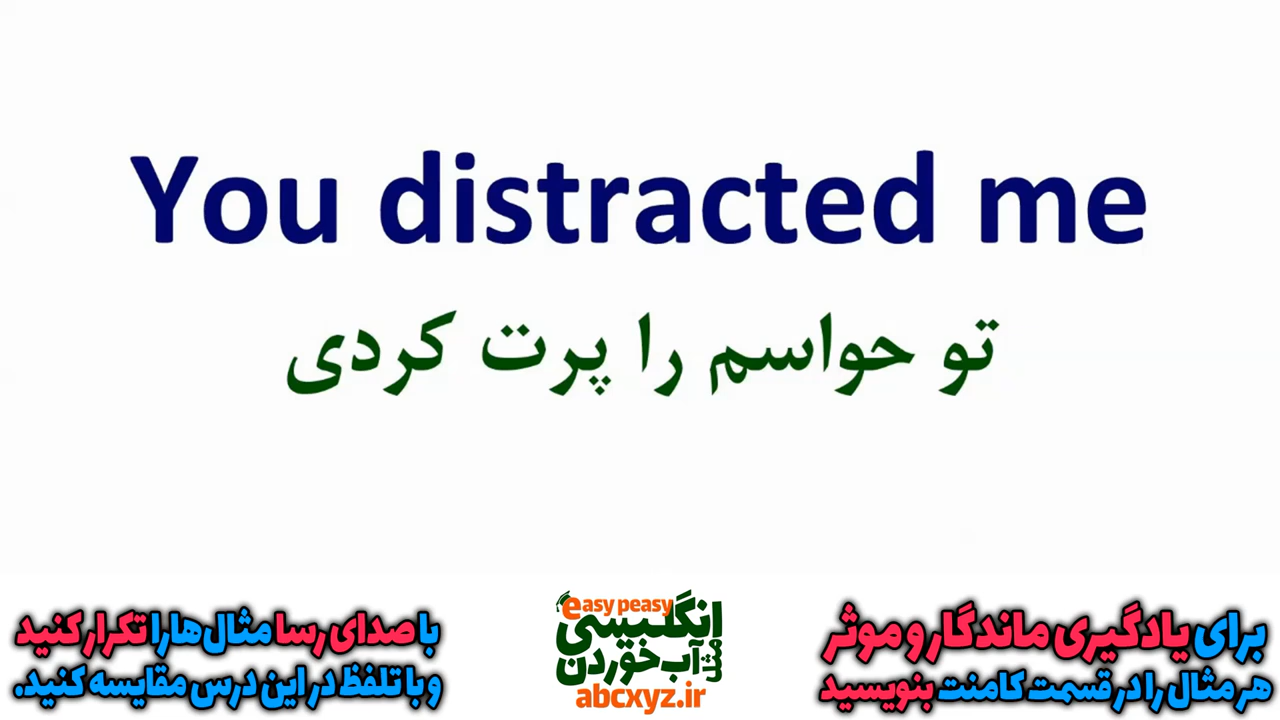 You distracted me
تو حواسم را پرت کردی
با صدای رسا مثال‌ها را تکرار کنید
و با تلفظ در این درس مقایسه کنید.
easy peasy
انگلیسی
مثل آب خوردن
abcxyz.ir
برای یادگیری ماندگار و موثر
هر مثال را در قسمت کامنت بنویسید